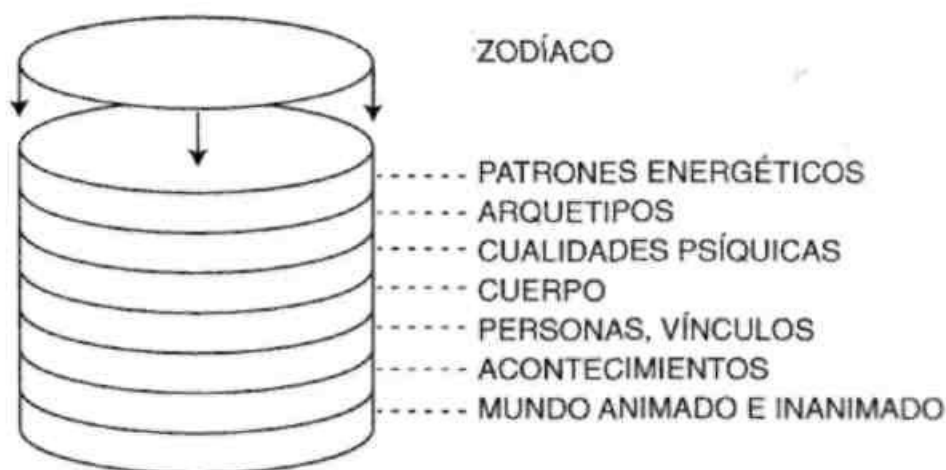 ZODÍACO
PATRONES ENERGÉTICOS
ARQUETIPOS
CUALIDADES PSÍQUICAS
CUERPO
PERSONAS, VÍNCULOS
ACONTECIMIENTOS
MUNDO ANIMADO E INANIMADO